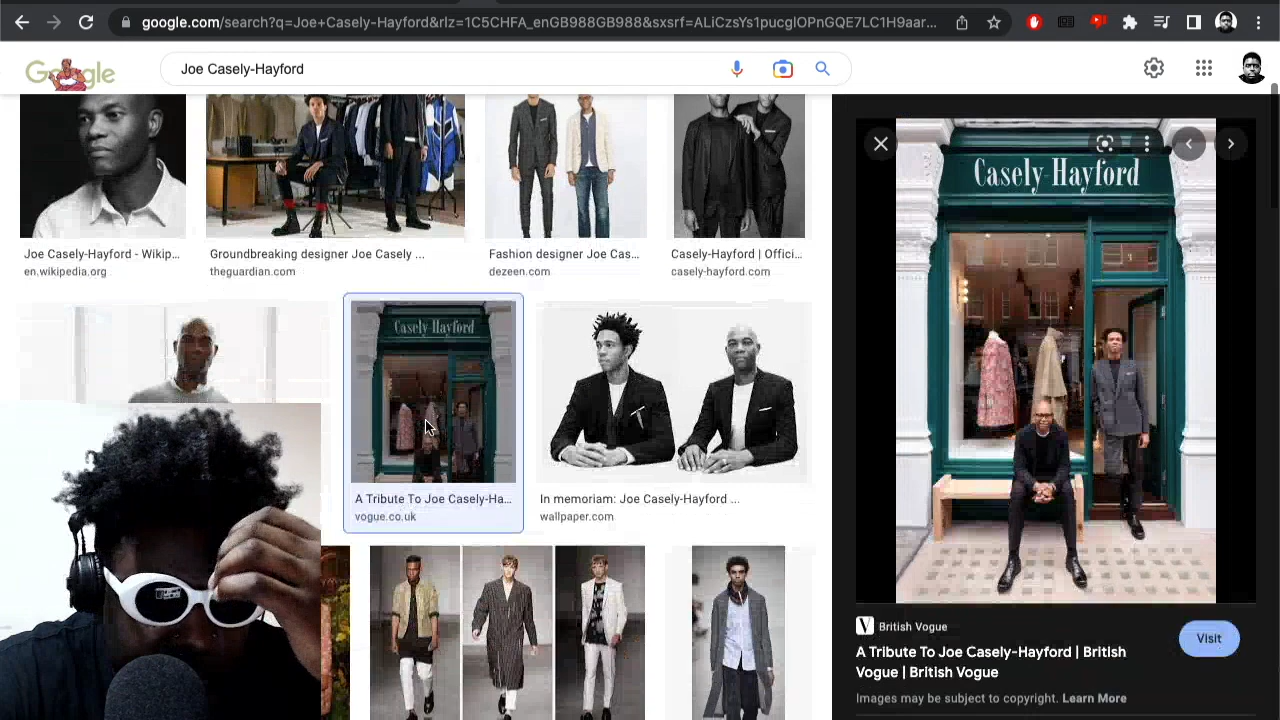 google.com/search?q=Joe+Casely-Hayford&rlz=1C5CHFA_enGB988GB988&sxsrf=ALiCzsYs1pucglOPnGQE7LC1H9aar...
Google
Joe Casely-Hayford
Joe Casely-Hayford - Wikip...
en.wikipedia.org
Groundbreaking designer Joe Casely ...
theguardian.com
Fashion designer Joe Cas...
dezeen.com
Casely-Hayford | Offici...
casely-hayford.com
Casely-Hayford
A Tribute To Joe Casely-Ha...
vogue.co.uk
In memoriam: Joe Casely-Hayford ...
wallpaper.com
Casely-Hayford
V British Vogue
A Tribute To Joe Casely-Hayford | British
Vogue | British Vogue
Visit
Images may be subject to copyright. Learn More